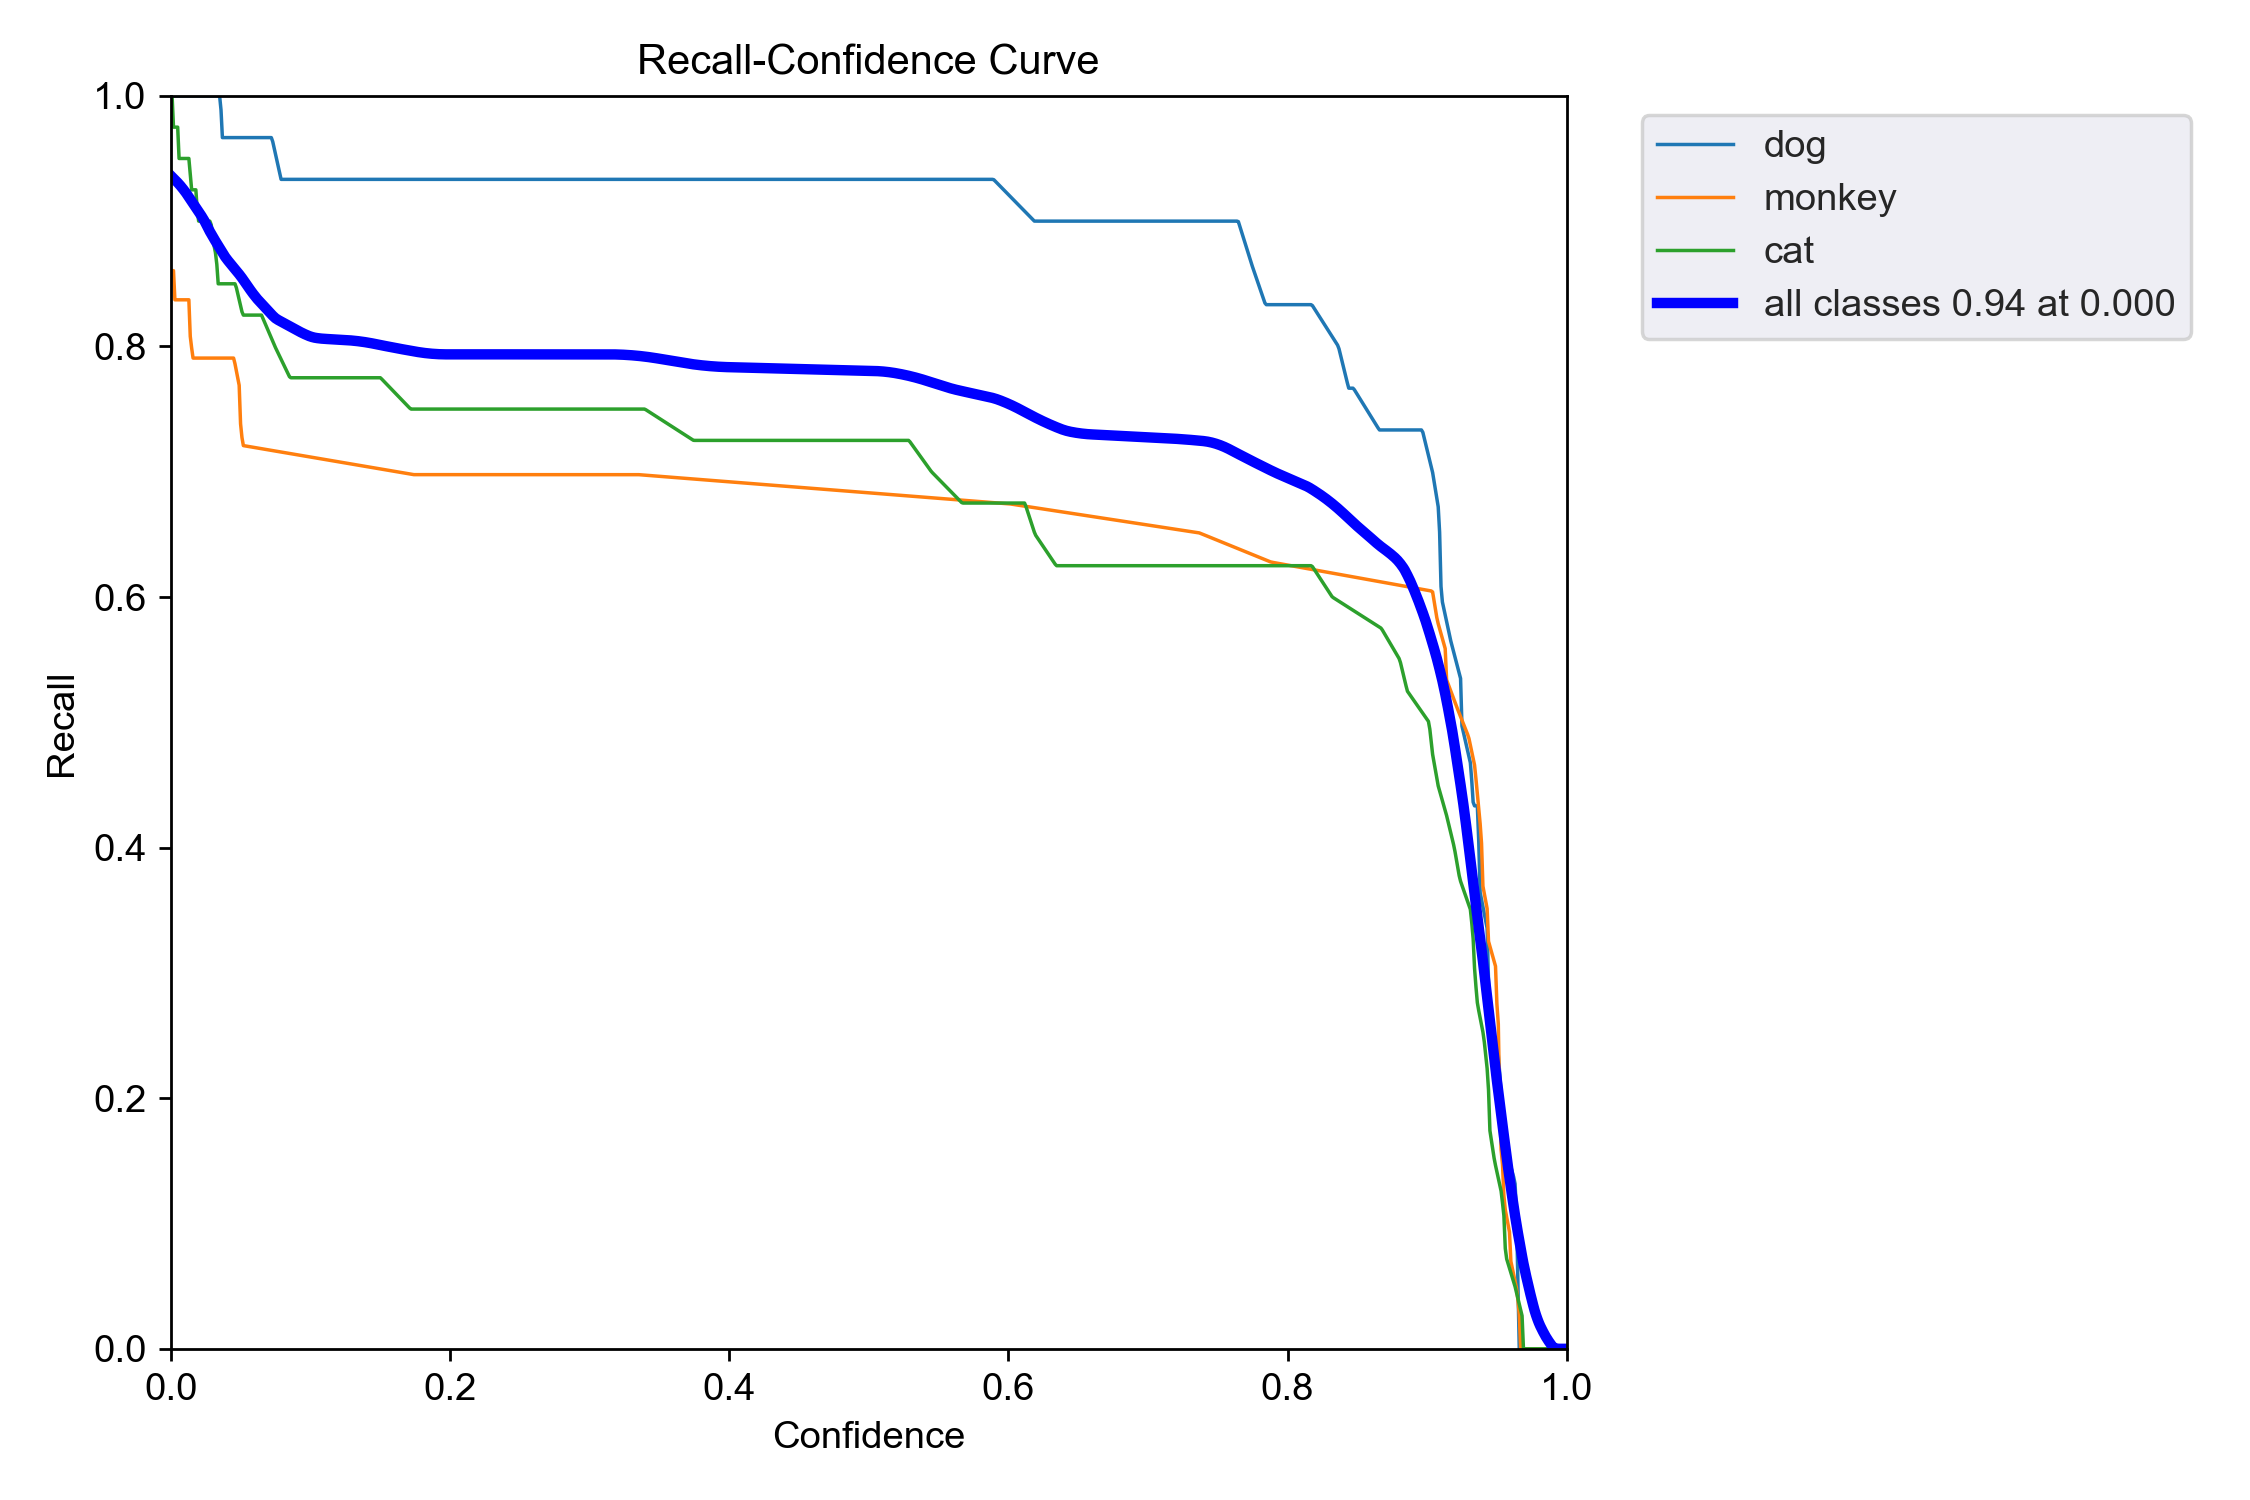 Recall-Confidence Curve
1.0
0.8
0.6
0.4
0.2
0.0
Recall
0.0 0.2 0.4 0.6 0.8 1.0
Confidence
dog
monkey
cat
all classes 0.94 at 0.000